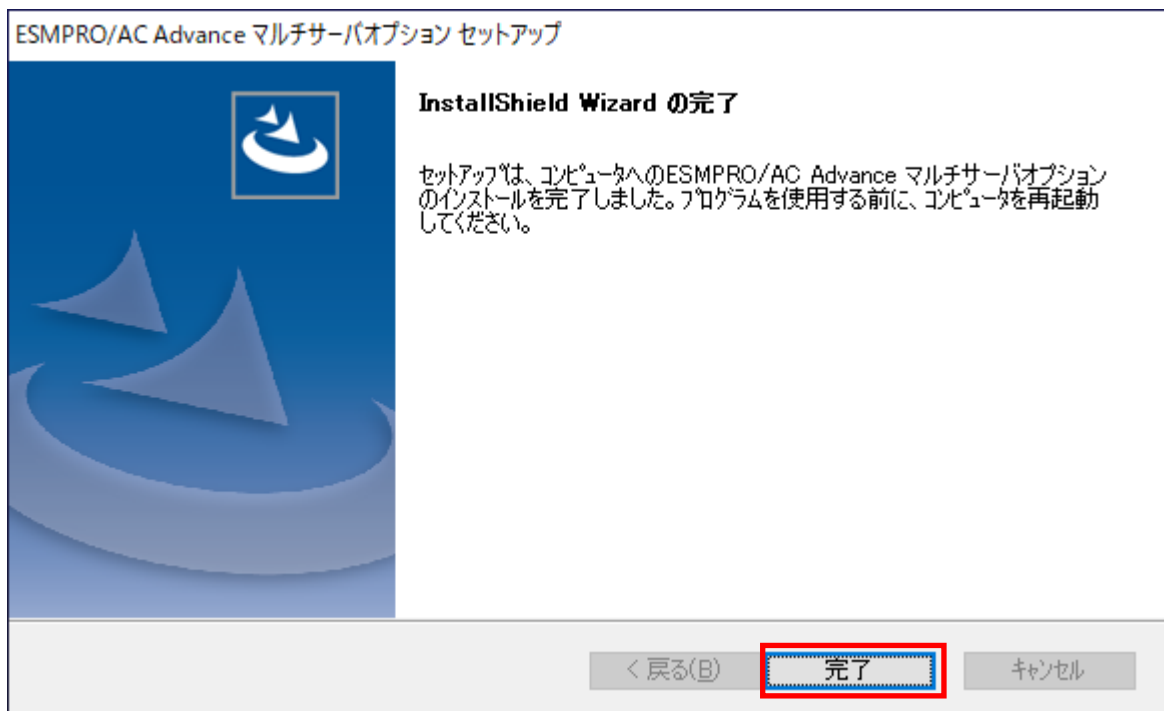 ESMPRO/AC Advance マルチサーバオプション セットアップ
InstallShield Wizard の完了
セットアップは、コンピュータへのESMPRO/AC Advance マルチサーバオプション
のインストールを完了しました。プログラムを使用する前に、コンピュータを再起動
してください。
< 戻る(B)
完了
キャンセル